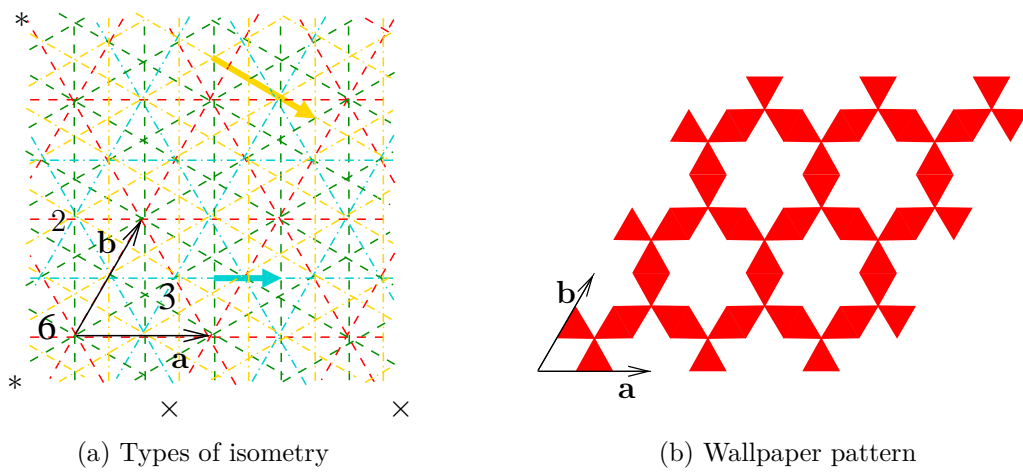 *
2
b
3
6
a
*
× ×
b
a
(a) Types of isometry
(b) Wallpaper pattern